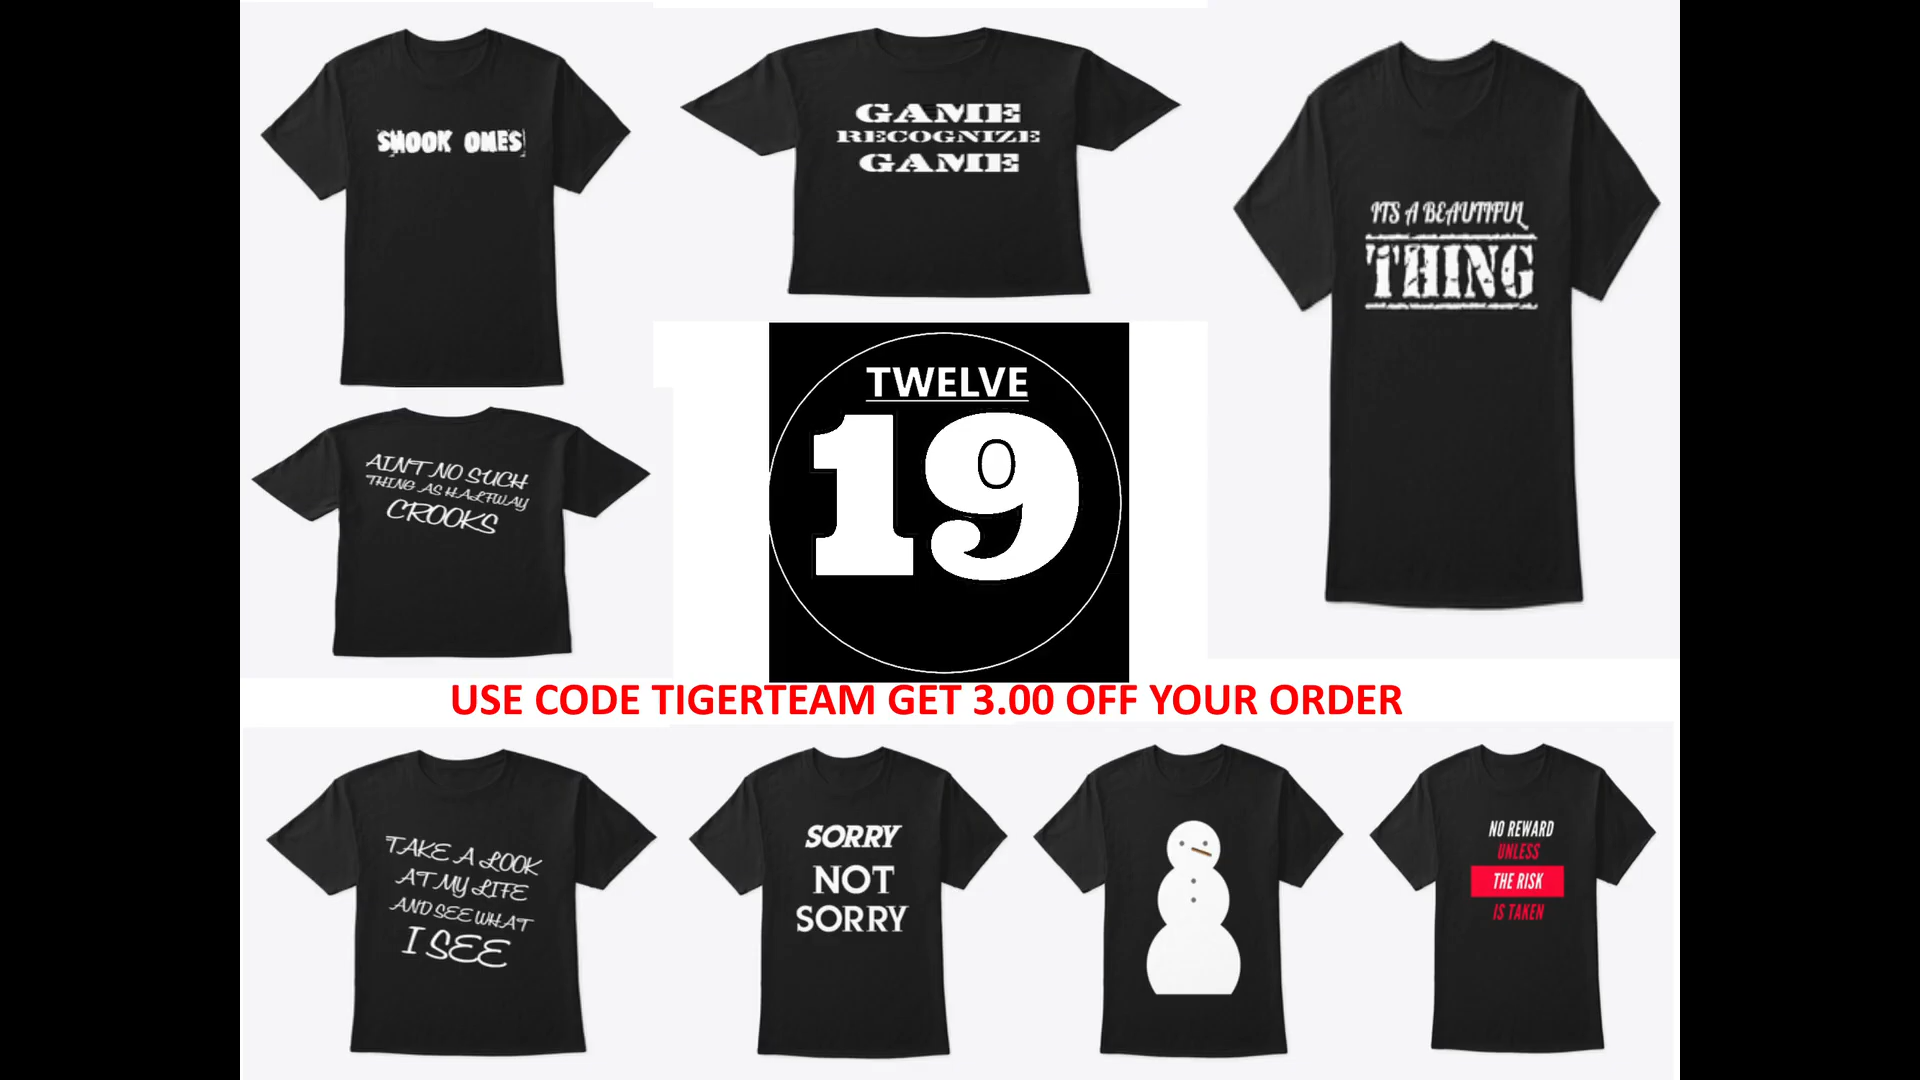 SHOOK ONES
GAME
RECOGNIZE
GAME
ITS A BEAUTIFUL
THING
AINT NO SUCH
THING AS HALFWAY
CROOKS
TWELVE
19
USE CODE TIGERTEAM GET 3.00 OFF YOUR ORDER
TAKE A LOOK
AT MY LIFE
AND SEE WHAT
I SEE
SORRY
NOT
SORRY
NO REWARD
UNLESS
THE RISK
IS TAKEN